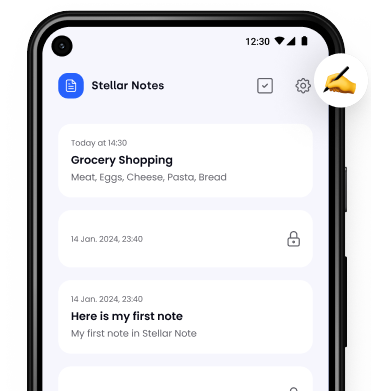 12:30
Stellar Notes
Today at 14:30
Grocery Shopping
Meat, Eggs, Cheese, Pasta, Bread
14 Jan. 2024, 23:40
14 Jan. 2024, 23:40
Here is my first note
My first note in Stellar Note